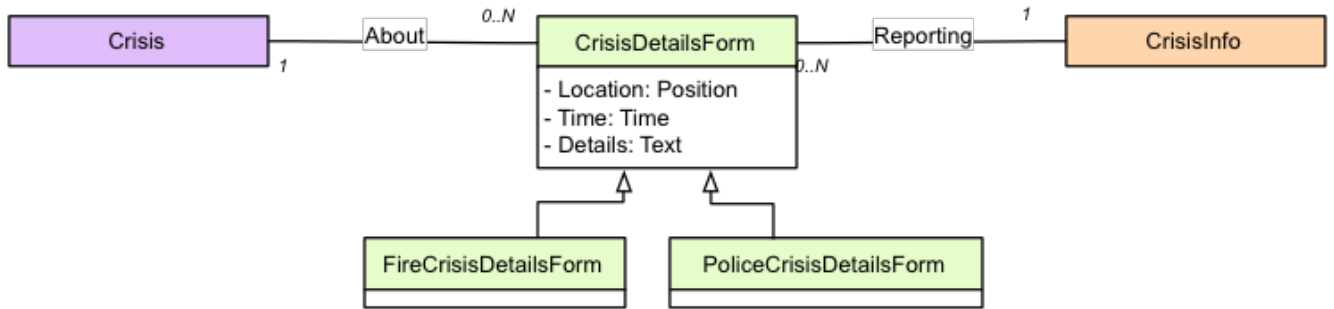 0..N
1
Crisis
About
CrisisDetailsForm
Reporting
CrisisInfo
1
0..N
- Location: Position
- Time: Time
- Details: Text
FireCrisisDetailsForm
PoliceCrisisDetailsForm